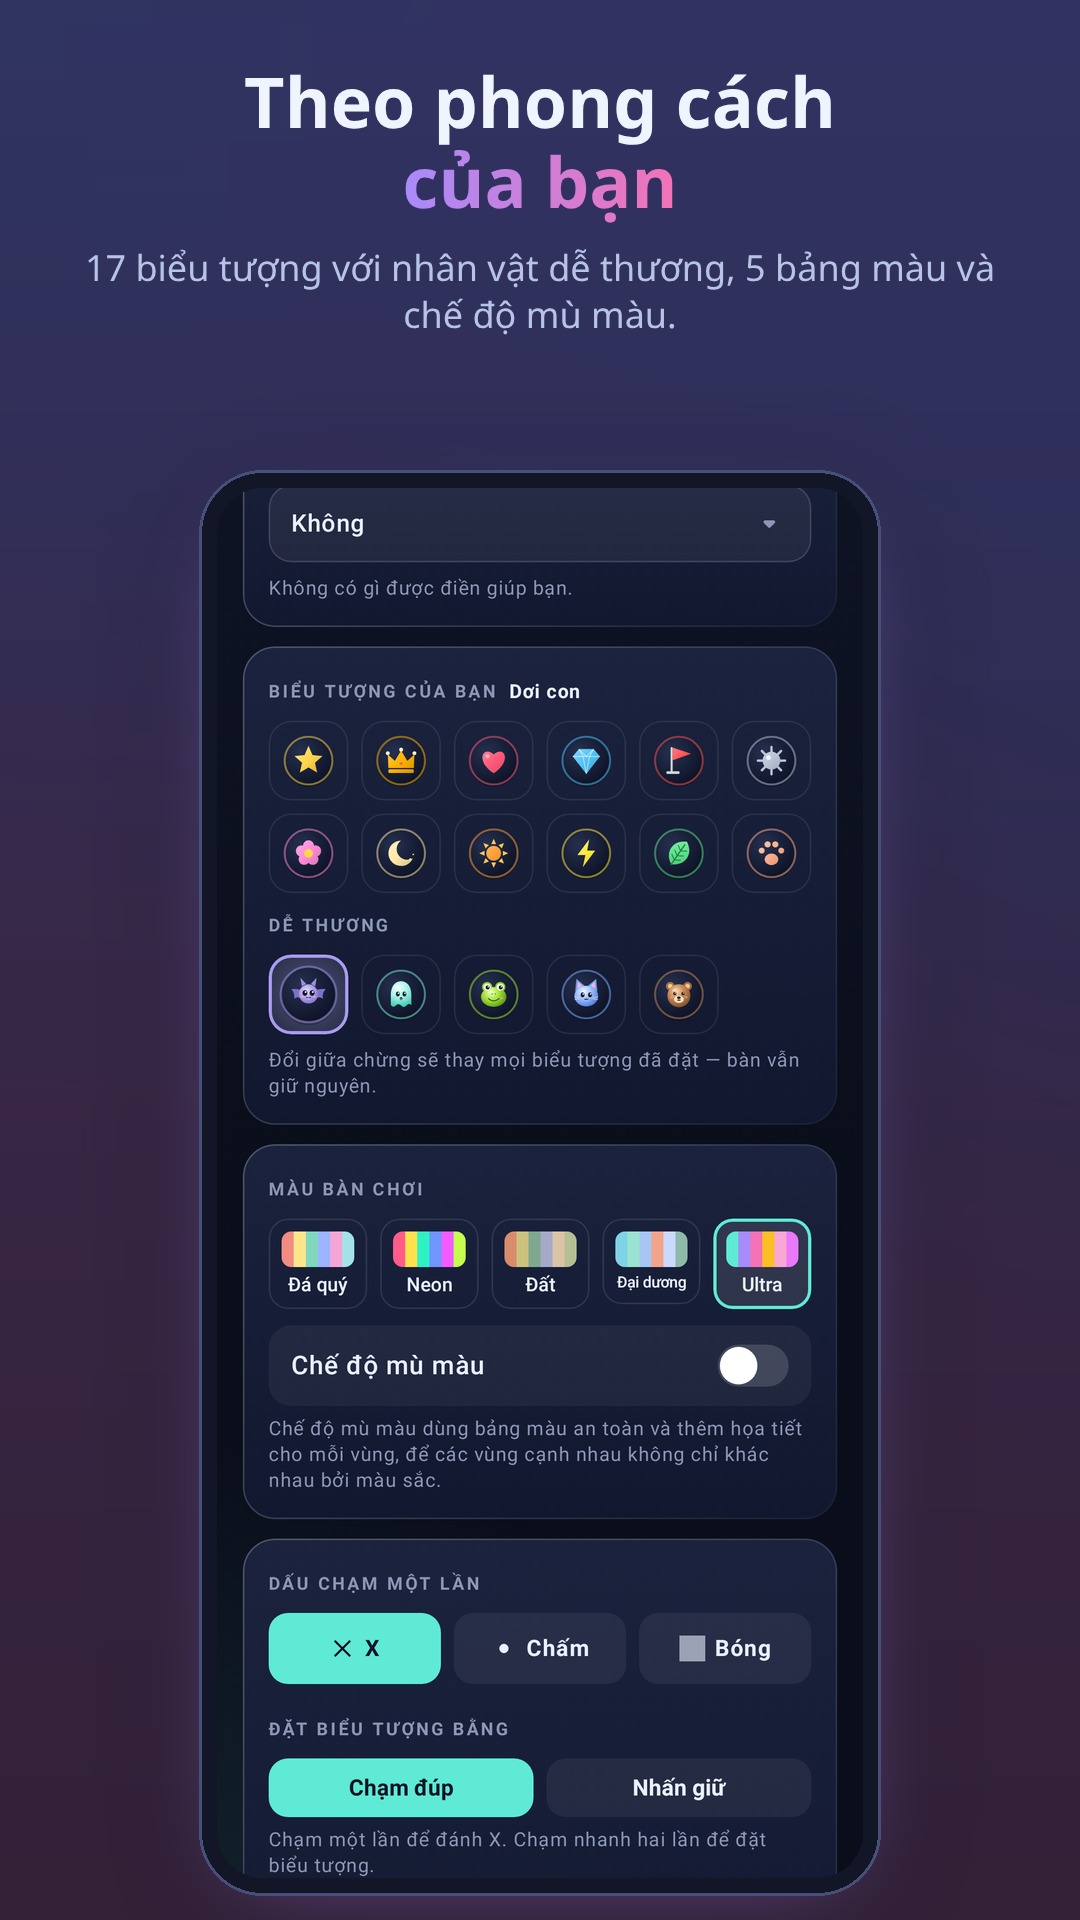 Theo phong cách
của bạn
17 biểu tượng với nhân vật dễ thương, 5 bảng màu và
chế độ mù màu.
Không
Không có gì được điền giúp bạn.
BIỂU TƯỢNG CỦA BẠN Dơi con
DỄ THƯƠNG
Đổi giữa chừng sẽ thay mọi biểu tượng đã đặt — bàn vẫn
giữ nguyên.
MÀU BÀN CHƠI
Đá quý Neon Đất Đại dương Ultra
Chế độ mù màu
Chế độ mù màu dùng bảng màu an toàn và thêm họa tiết
cho mỗi vùng, để các vùng cạnh nhau không chỉ khác
nhau bởi màu sắc.
DẤU CHẠM MỘT LẦN
X Chấm Bóng
ĐẶT BIỂU TƯỢNG BẰNG
Chạm đúp Nhấn giữ
Chạm một lần để đánh X. Chạm nhanh hai lần để đặt
biểu tượng.